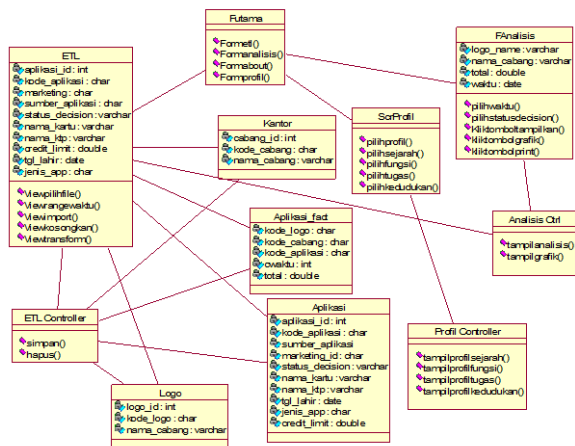 Futama
Formetl()
Formanalisis()
Formabout()
Formprofil()
FAnalisis
logo_name : varchar
nama_cabang : varchar
total : double
waktu : date
pilihwaktu()
pilihstatusdecision()
Kliktomboltampilkan()
kliktombolgrafik()
kliktombolprint()
ETL
aplikasi_id : int
kode_aplikasi : char
marketing : char
sumber_aplikasi : char
status_decision : varchar
nama_kartu : varchar
nama_ktp : varchar
credit_limit : double
tgl_lahir : date
jenis_app : char
Viewpilihfile()
Viewrangewaktu()
Viewimport()
Viewkosongkan()
Viewtransform()
Kantor
cabang_id : int
kode_cabang : char
nama_cabang : varchar
ScrProfil
pilihprofil()
pilihsejarah()
pilihfungsi()
pilihtugas()
pilihkedudukan()
Aplikasi_fact
kode_logo : char
kode_cabang : char
kode_aplikasi : char
cwaktu : int
total : double
Analisis Ctrl
tampilanalisis()
tampilgrafik()
ETL Controller
simpan()
hapus()
Aplikasi
aplikasi_id : int
kode_aplikasi : char
sumber_aplikasi
marketing_id : char
status_decision : varchar
nama_kartu : varchar
nama_ktp : varchar
tgl_lahir : date
jenis_app : char
credit_limit : double
Profil Controller
tampilprofilsejarah()
tampilprofilfungsi()
tampilprofiltugas()
tampilprofilkedudukan()
Logo
logo_id : int
kode_logo : char
nama_cabang : varchar